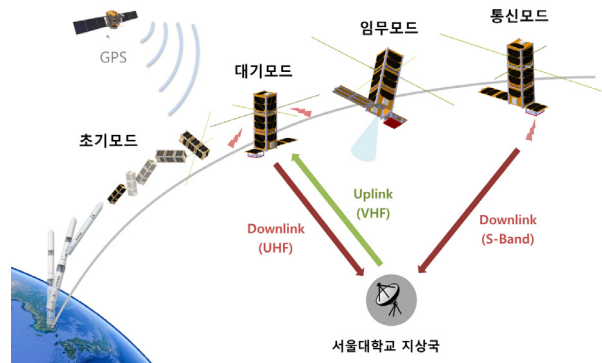 GPS
초기모드
대기모드
임무모드
통신모드
Uplink
(VHF)
Downlink
(UHF)
Downlink
(S-Band)
서울대학교 지상국